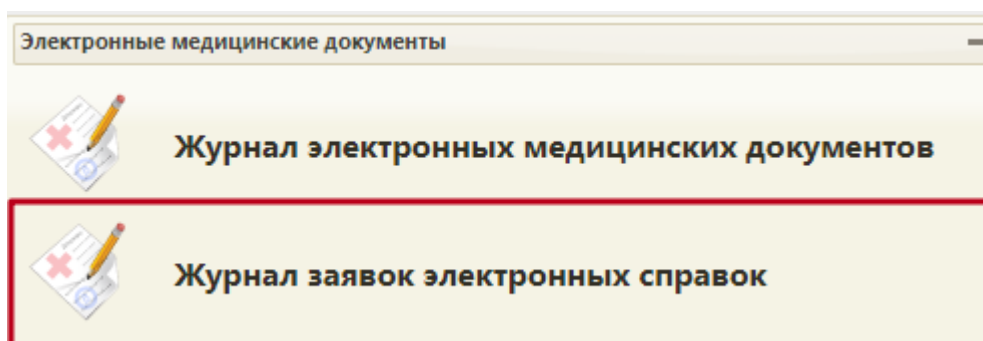 Электронные медицинские документы
Журнал электронных медицинских документов
Журнал заявок электронных справок